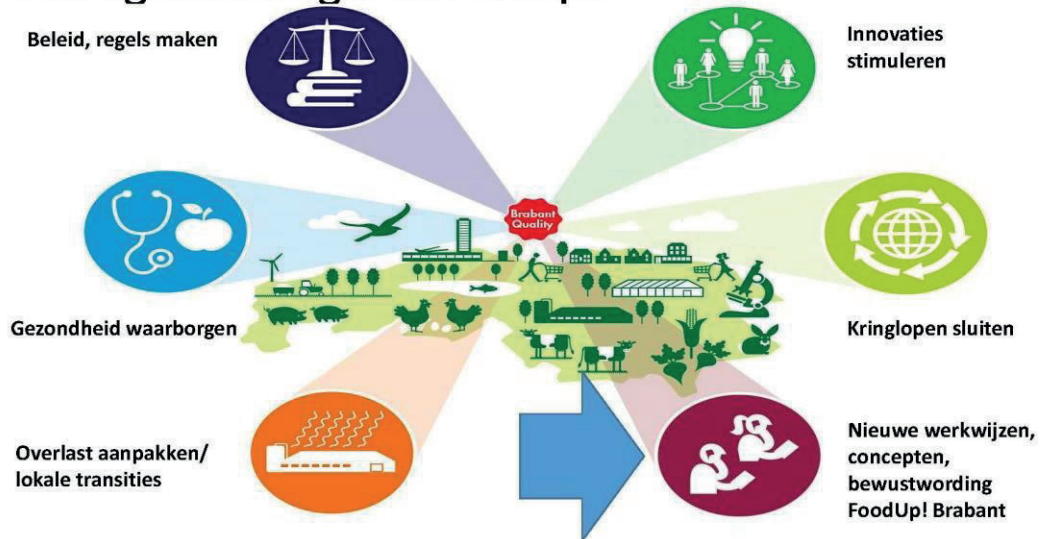 Beleid, regels maken
Innovaties
stimuleren
Brabant
Quality
Gezondheid waarborgen
Kringlopen sluiten
Overlast aanpakken/
lokale transities
Nieuwe werkwijzen,
concepten,
bewustwording
FoodUp! Brabant